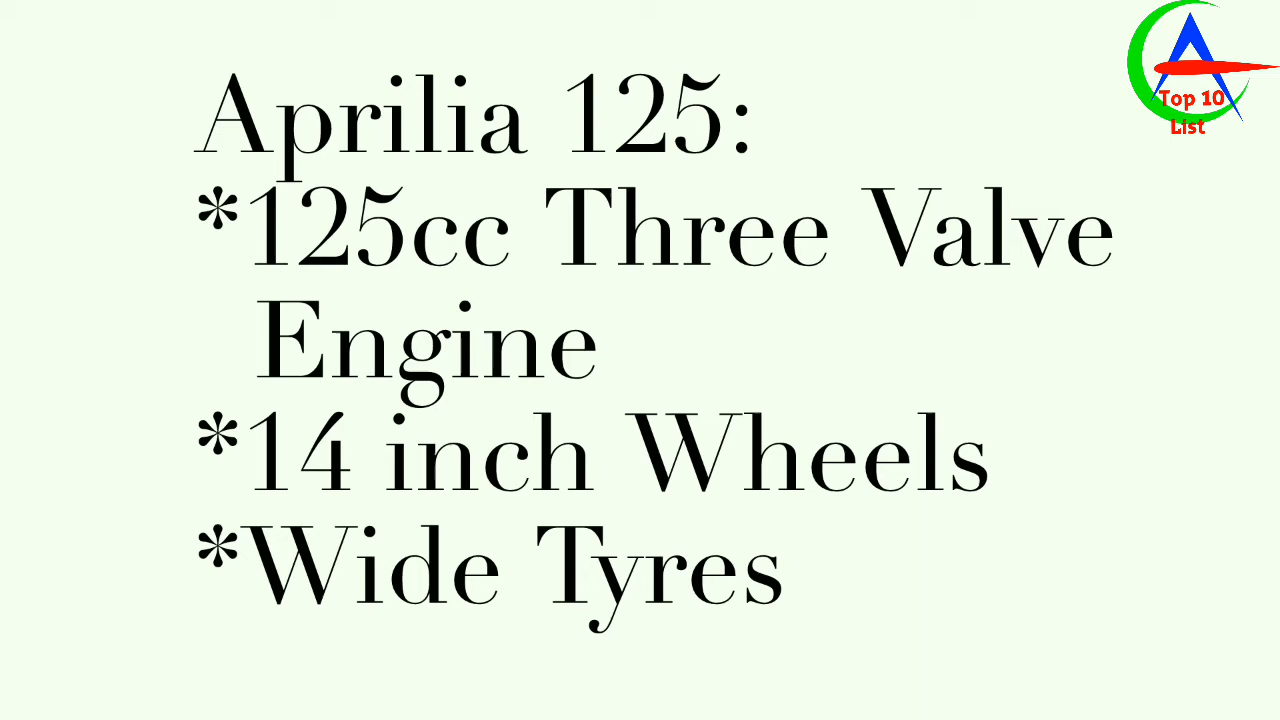 Aprilia 125:
*125cc Three Valve
Engine
*14 inch Wheels
*Wide Tyres
Top 10
List